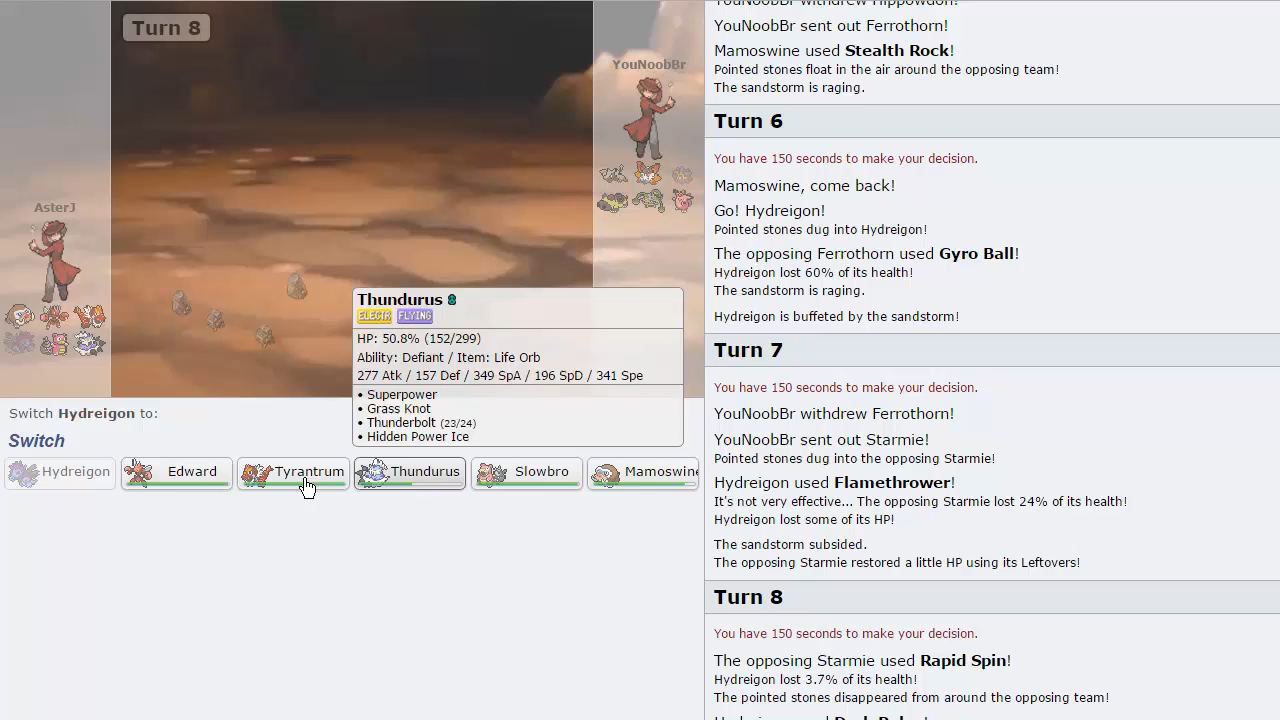 Turn 8
YouNoobBr
AsterJ
Thundurus
ELECTR FLYING
HP: 50.8% (152/299)
Ability: Defiant / Item: Life Orb
277 Atk / 157 Def / 349 SpA / 196 SpD / 341 Spe
• Superpower
• Grass Knot
• Thunderbolt (23/24)
• Hidden Power Ice
Switch Hydreigon to:
Switch
Hydreigon
Edward
Tyrantrum
Thundurus
Slowbro
Mamoswine
YouNoobBr withdrew Hippowdon!
YouNoobBr sent out Ferrothorn!
Mamoswine used Stealth Rock!
Pointed stones float in the air around the opposing team!
The sandstorm is raging.
Turn 6
You have 150 seconds to make your decision.
Mamoswine, come back!
Go! Hydreigon!
Pointed stones dug into Hydreigon!
The opposing Ferrothorn used Gyro Ball!
Hydreigon lost 60% of its health!
The sandstorm is raging.
Hydreigon is buffeted by the sandstorm!
Turn 7
You have 150 seconds to make your decision.
YouNoobBr withdrew Ferrothorn!
YouNoobBr sent out Starmie!
Pointed stones dug into the opposing Starmie!
Hydreigon used Flamethrower!
It's not very effective... The opposing Starmie lost 24% of its health!
Hydreigon lost some of its HP!
The sandstorm subsided.
The opposing Starmie restored a little HP using its Leftovers!
Turn 8
You have 150 seconds to make your decision.
The opposing Starmie used Rapid Spin!
Hydreigon lost 3.7% of its health!
The pointed stones disappeared from around the opposing team!